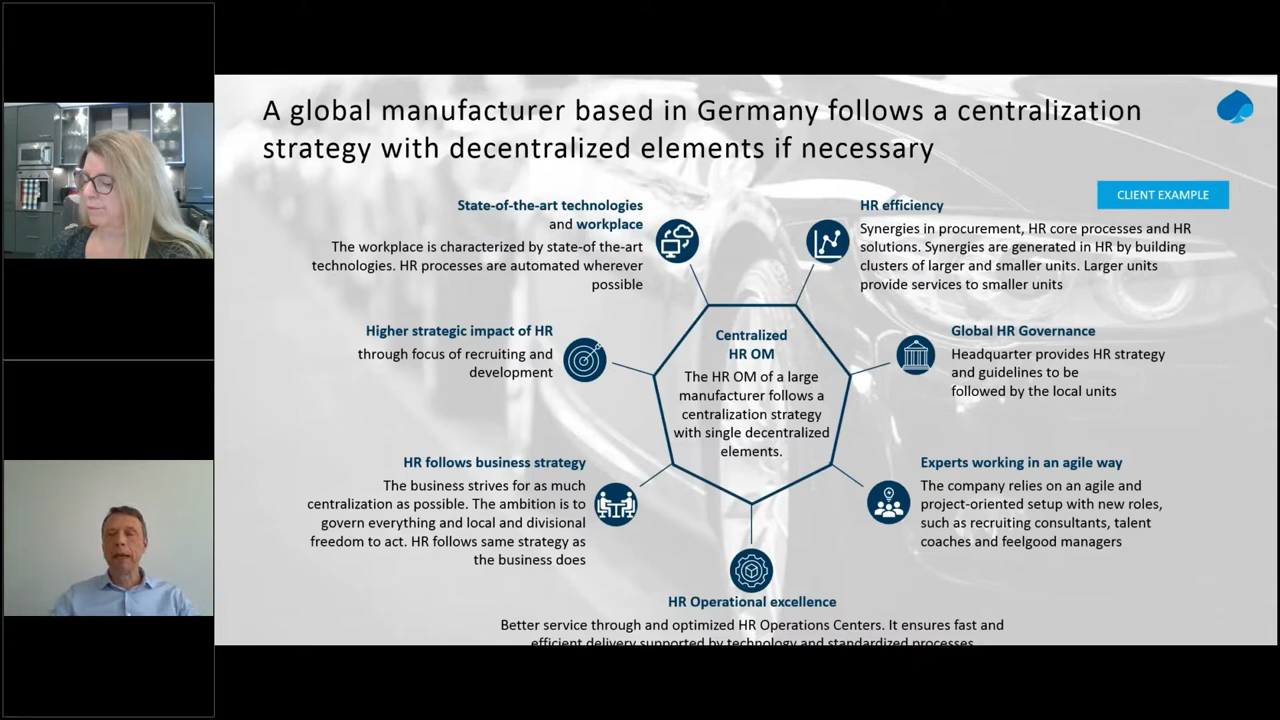 A global manufacturer based in Germany follows a centralization
strategy with decentralized elements if necessary
CLIENT EXAMPLE
State-of-the-art technologies
and workplace
The workplace is characterized by state-of the-art
technologies. HR processes are automated wherever
possible
HR efficiency
Synergies in procurement, HR core processes and HR
solutions. Synergies are generated in HR by building
clusters of larger and smaller units. Larger units
provide services to smaller units
Higher strategic impact of HR
through focus of recruiting and
development
Centralized
HR OM
The HR OM of a large
manufacturer follows a
centralization strategy
with single decentralized
elements.
Global HR Governance
Headquarter provides HR strategy
and guidelines to be
followed by the local units
HR follows business strategy
The business strives for as much
centralization as possible. The ambition is to
govern everything and local and divisional
freedom to act. HR follows same strategy as
the business does
Experts working in an agile way
The company relies on an agile and
project-oriented setup with new roles,
such as recruiting consultants, talent
coaches and feelgood managers
HR Operational excellence
Better service through and optimized HR Operations Centers. It ensures fast and
efficient delivery supported by technology and standardized processes